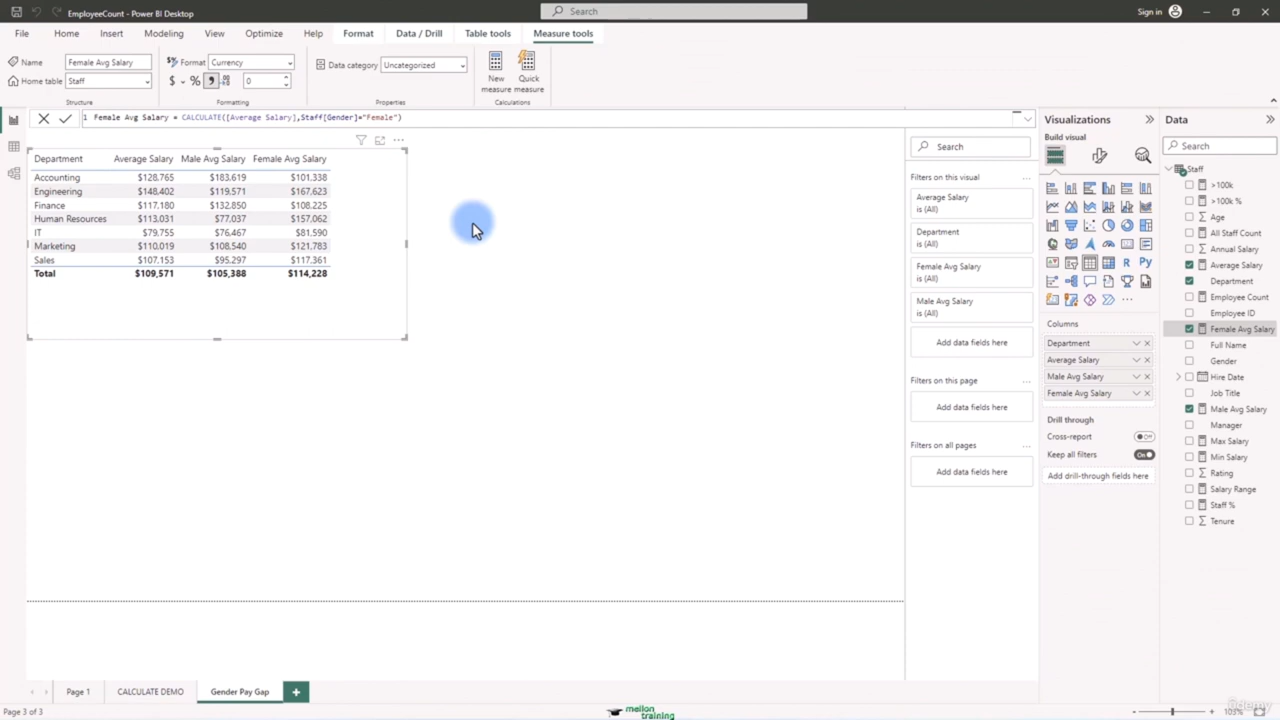 EmployeeCount - Power BI Desktop
Search
Sign in
File Home Insert Modeling View Optimize Help Format Data / Drill Table tools Measure tools
Name Female Avg Salary
Format Currency
Data category Uncategorized
Home table Staff
$ % 0
New measure
Quick measure
Structure Formatting Properties Calculations
1 Female Avg Salary = CALCULATE([Average Salary],Staff[Gender]="Female")
Department Average Salary Male Avg Salary Female Avg Salary
Accounting $128,765 $183,619 $101,338
Engineering $148,402 $119,571 $167,623
Finance $117,180 $132,850 $108,225
Human Resources $113,031 $77,037 $157,062
IT $79,755 $76,467 $81,590
Marketing $110,019 $108,540 $121,783
Sales $107,153 $95,297 $117,361
Total $109,571 $105,388 $114,228
Search
Filters on this visual
Average Salary
is (All)
Department
is (All)
Female Avg Salary
is (All)
Male Avg Salary
is (All)
Add data fields here
Filters on this page
Add data fields here
Filters on all pages
Add data fields here
Visualizations
Build visual
R Py
Columns
Department
Average Salary
Male Avg Salary
Female Avg Salary
Drill through
Cross-report Off
Keep all filters On
Add drill-through fields here
Data
Search
Staff
>100k
>100k %
Age
All Staff Count
Annual Salary
Average Salary
Department
Employee Count
Employee ID
Female Avg Salary
Full Name
Gender
Hire Date
Job Title
Male Avg Salary
Manager
Max Salary
Min Salary
Rating
Salary Range
Staff %
Tenure
Page 1 CALCULATE DEMO Gender Pay Gap +
Page 3 of 3
meilon
training
103%
ûdemy